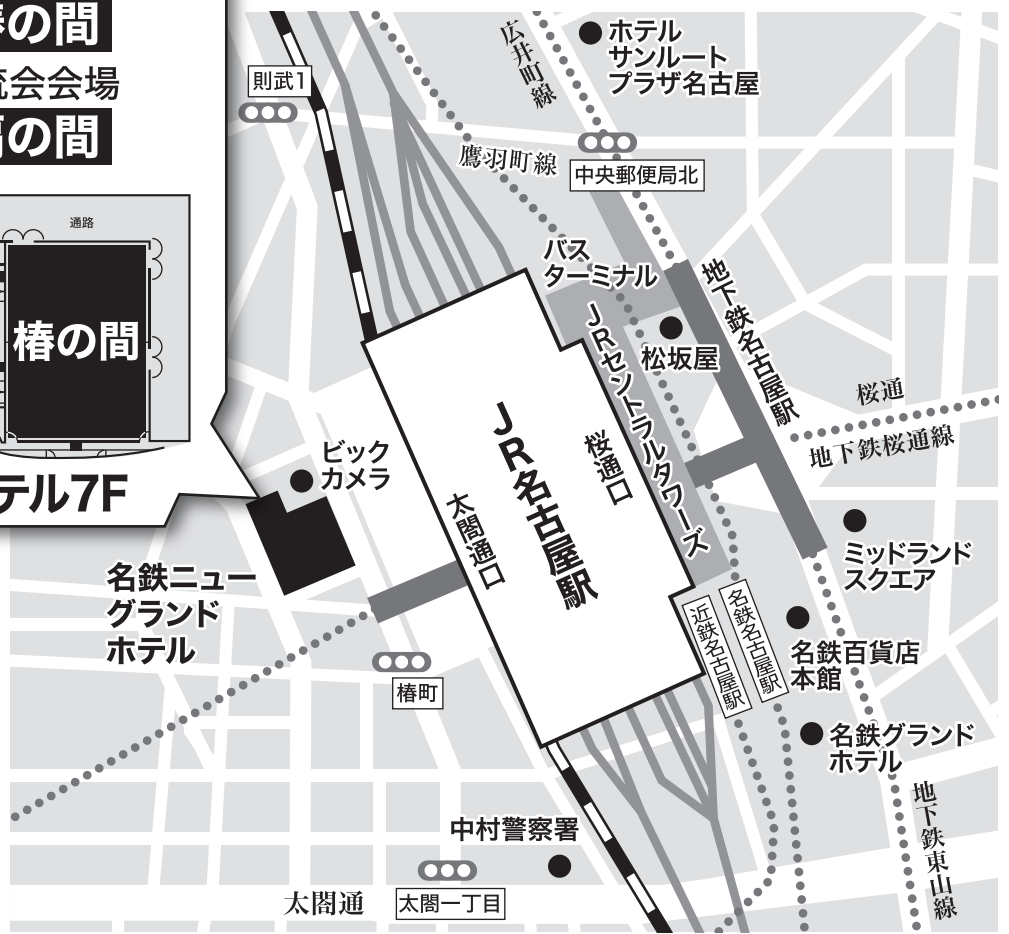 の間
流会会場
の間
通路
椿の間
テル7F
則武1
広井町線
ホテル
サンルート
プラザ名古屋
鷹羽町線
中央郵便局北
バス
ターミナル
地下鉄名古屋駅
JRセントラルタワーズ
松坂屋
桜通
地下鉄桜通線
JR名古屋駅
桜通口
太閤通口
ビック
カメラ
名鉄ニュー
グランド
ホテル
ミッドランド
スクエア
近鉄名古屋駅
名鉄名古屋駅
名鉄百貨店
本館
椿町
名鉄グランド
ホテル
地下鉄東山線
中村警察署
太閤通
太閤一丁目